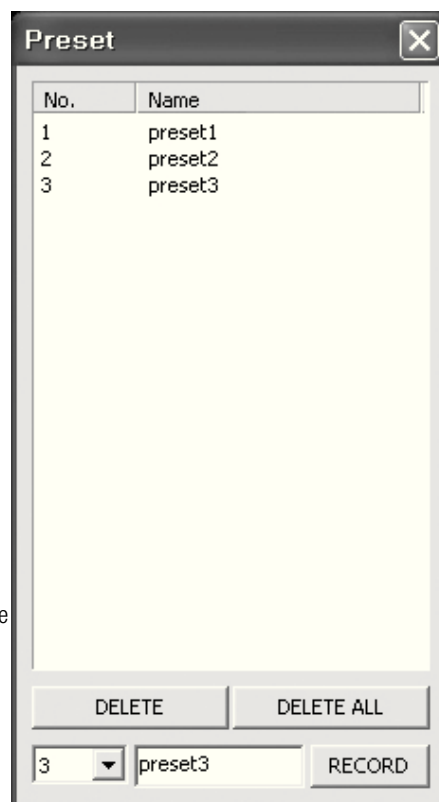 Preset
No. Name
1 preset1
2 preset2
3 preset3
e
DELETE DELETE ALL
3 preset3 RECORD